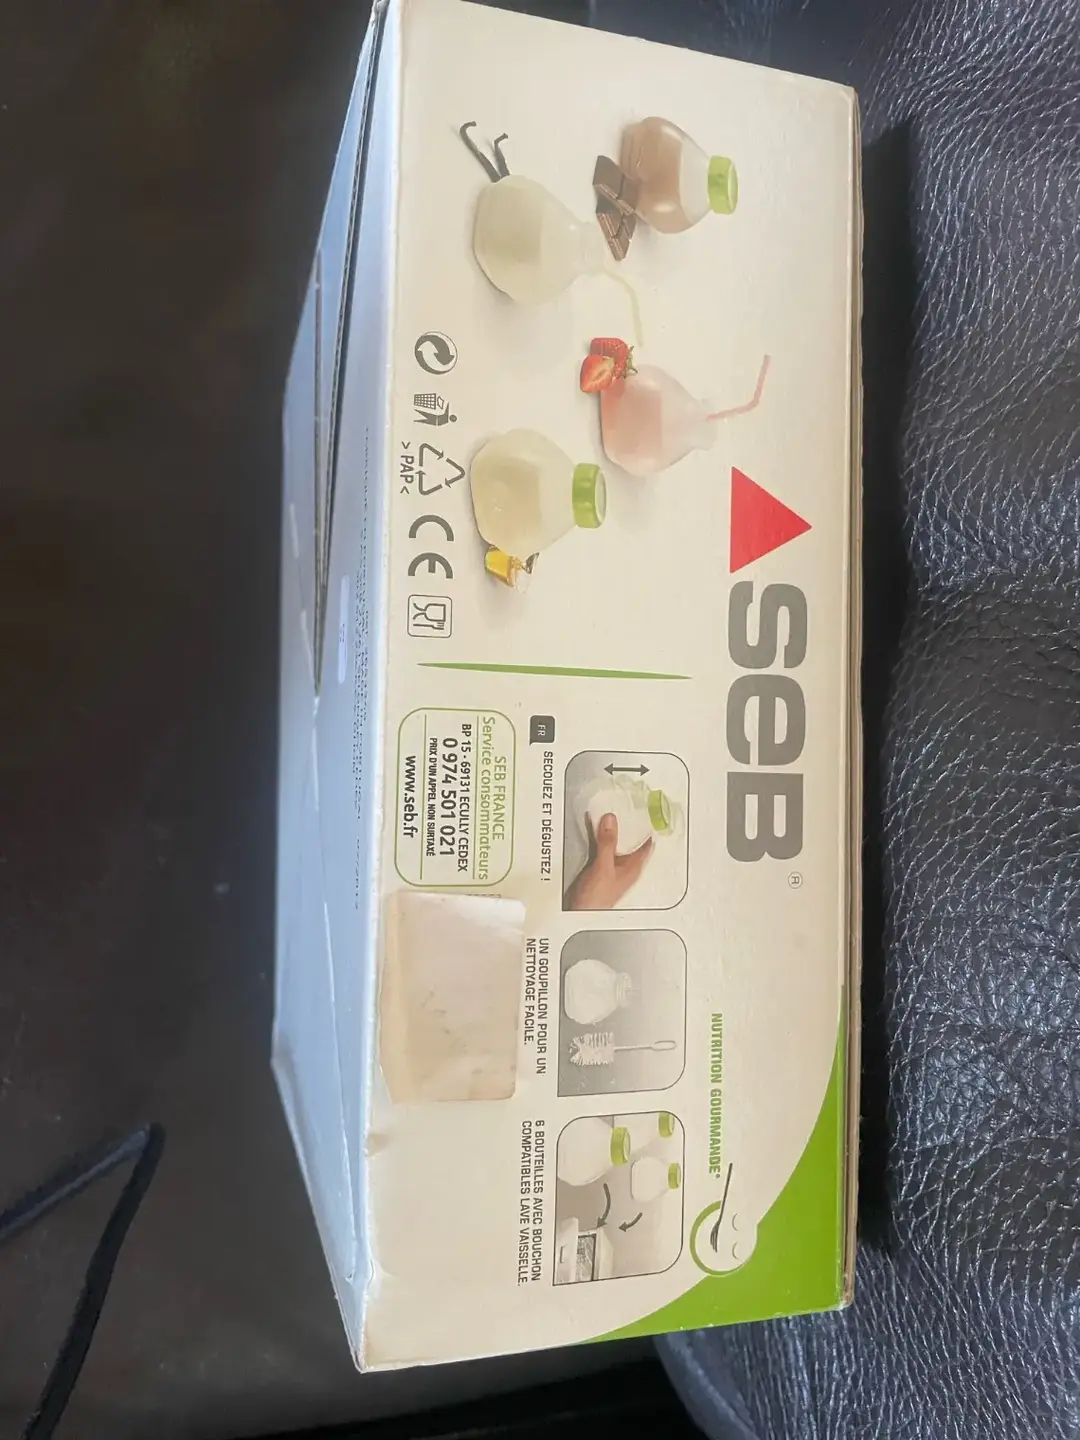 SEB
®
NUTRITION GOURMANDE*
>PAP<
CE
FR
SECOUEZ ET DÉGUSTEZ !
UN GOUPILLON POUR UN
NETTOYAGE FACILE.
6 BOUTEILLES AVEC BOUCHON
COMPATIBLES LAVE VAISSELLE.
SEB FRANCE
Service consommateurs
BP 15 - 69131 ECULLY CEDEX
0 974 501 021
PRIX D'UN APPEL NON SURTAXÉ
www.seb.fr